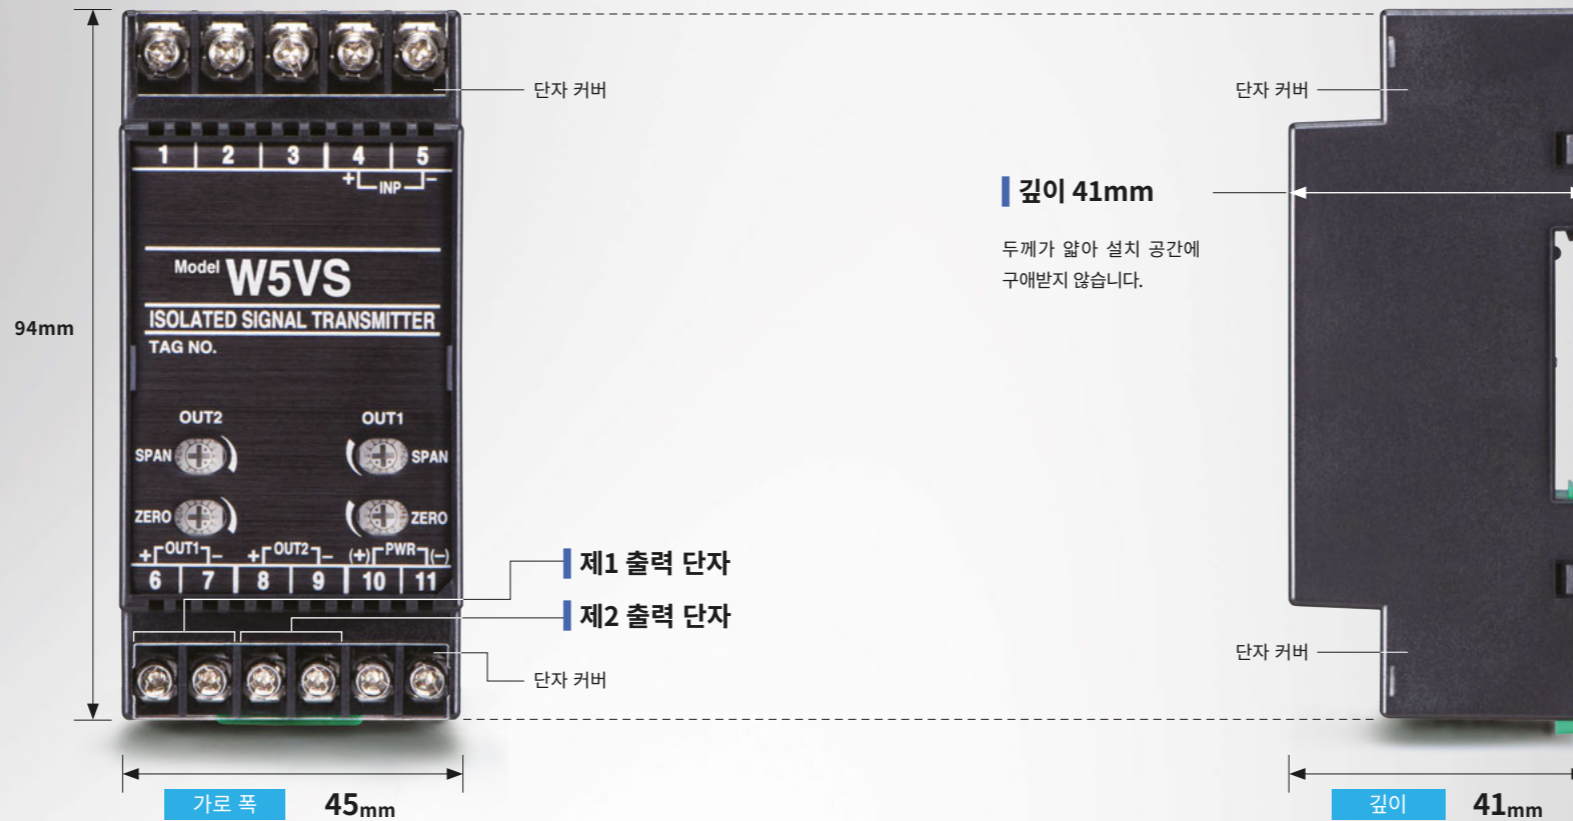 단자 커버
단자 커버
1 2 3 4 5
+ INP −
깊이 41mm
두께가 얇아 설치 공간에
구애받지 않습니다.
Model W5VS
ISOLATED SIGNAL TRANSMITTER
TAG NO.
94mm
OUT2 OUT1
SPAN SPAN
ZERO ZERO
+ OUT1 − + OUT2 − (+) PWR (−)
6 7 8 9 10 11
제1 출력 단자
제2 출력 단자
단자 커버
단자 커버
가로 폭 45mm
깊이 41mm